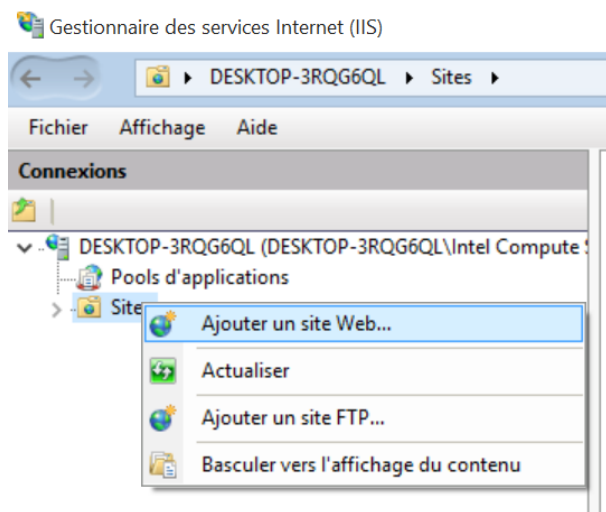 Gestionnaire des services Internet (IIS)
DESKTOP-3RQG6QL Sites
Fichier Affichage Aide
Connexions
DESKTOP-3RQG6QL (DESKTOP-3RQG6QL\Intel Compute
Pools d'applications
Sites
Ajouter un site Web...
Actualiser
Ajouter un site FTP...
Basculer vers l'affichage du contenu